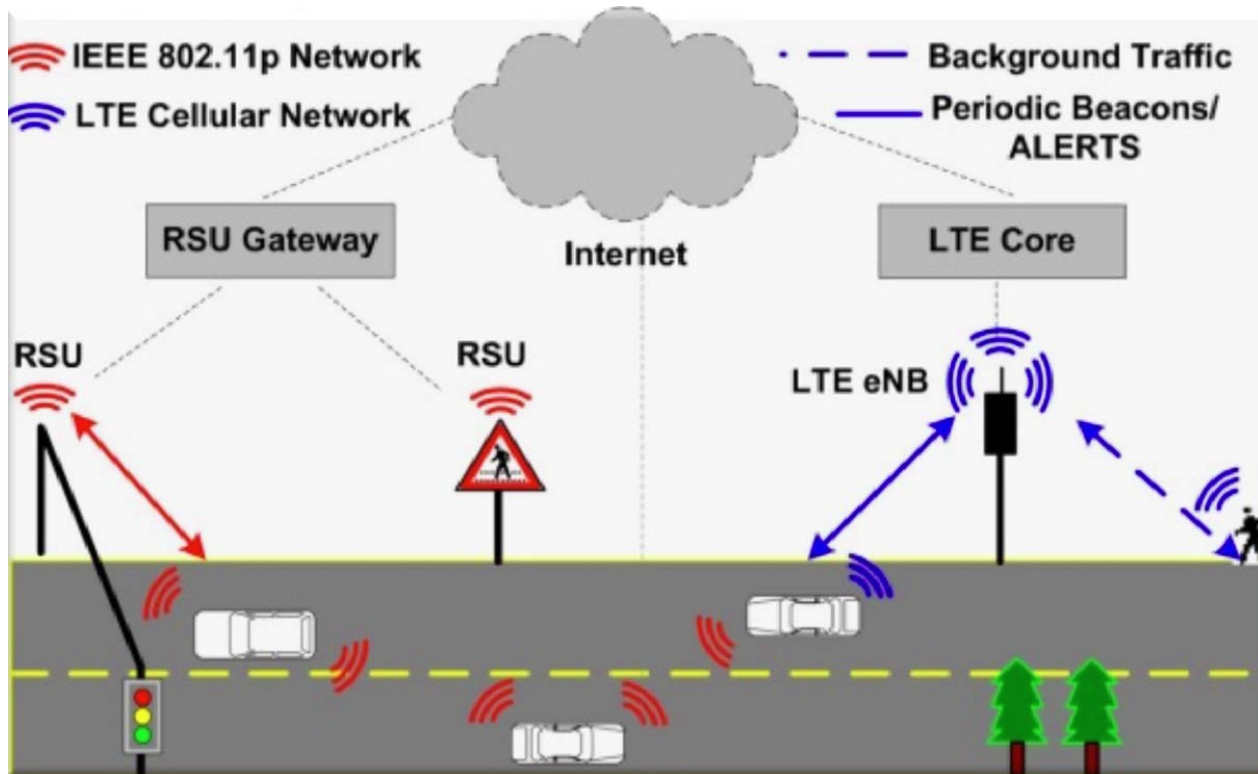 IEEE 802.11p Network
LTE Cellular Network
Background Traffic
Periodic Beacons/
ALERTS
RSU Gateway
Internet
LTE Core
RSU
RSU
LTE eNB